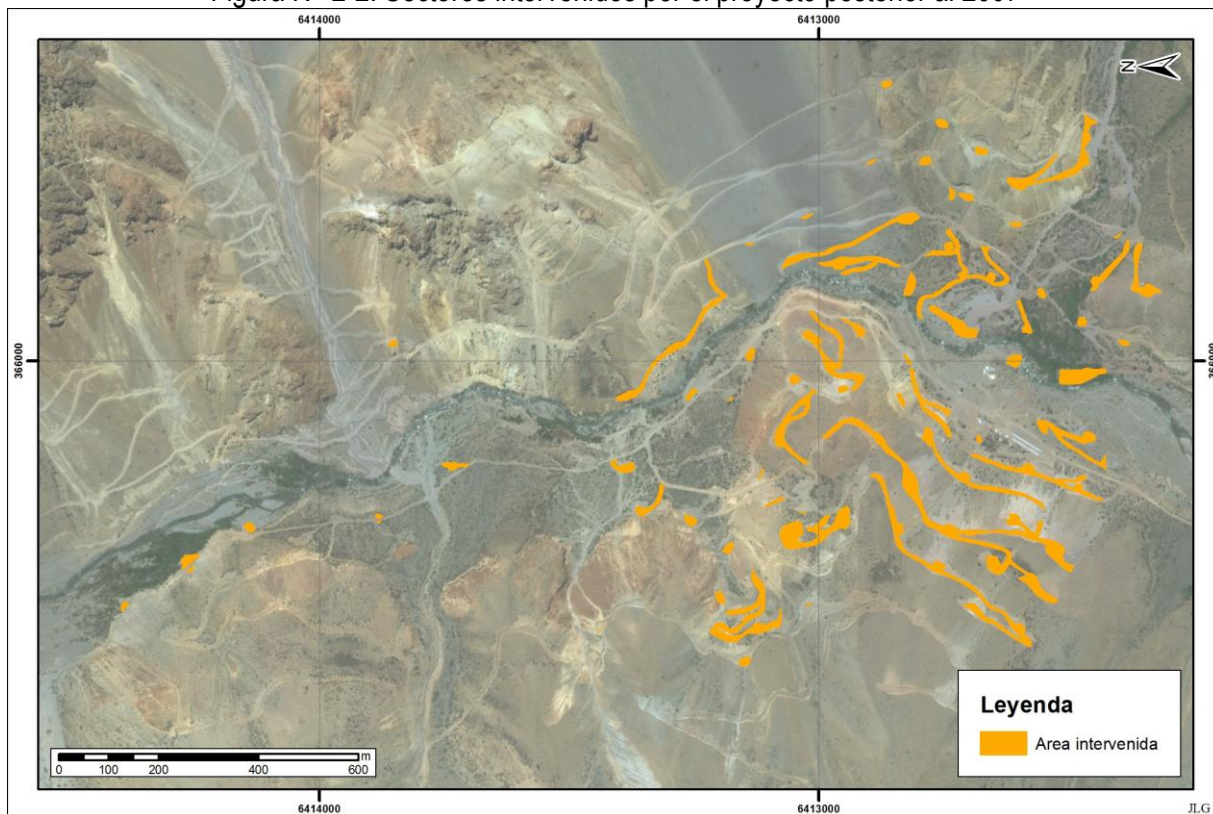 Figura N° 2-2. Sectores intervenidos por el proyecto posterior al 2007
6414000
6413000
N
366000
366000
Leyenda
Area intervenida
m
0 100 200 400 600
6414000
6413000
JLG